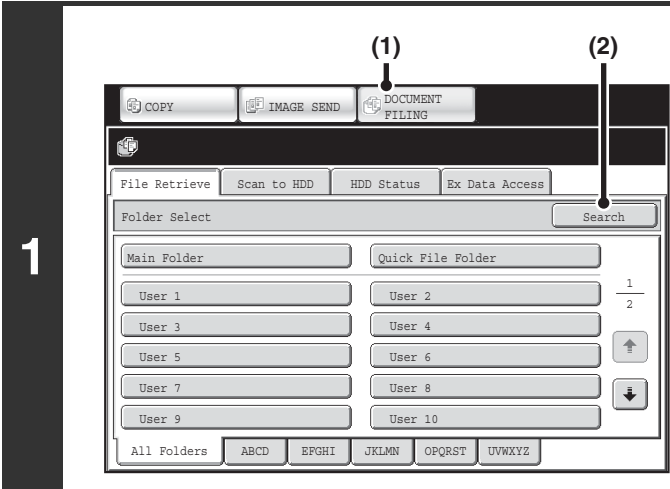 1
(1) (2)
COPY IMAGE SEND DOCUMENT
FILING
File Retrieve Scan to HDD HDD Status Ex Data Access
Folder Select Search
Main Folder Quick File Folder
User 1 User 2
1
2
User 3 User 4
User 5 User 6
User 7 User 8
User 9 User 10
All Folders ABCD EFGHI JKLMN OPQRST UVWXYZ